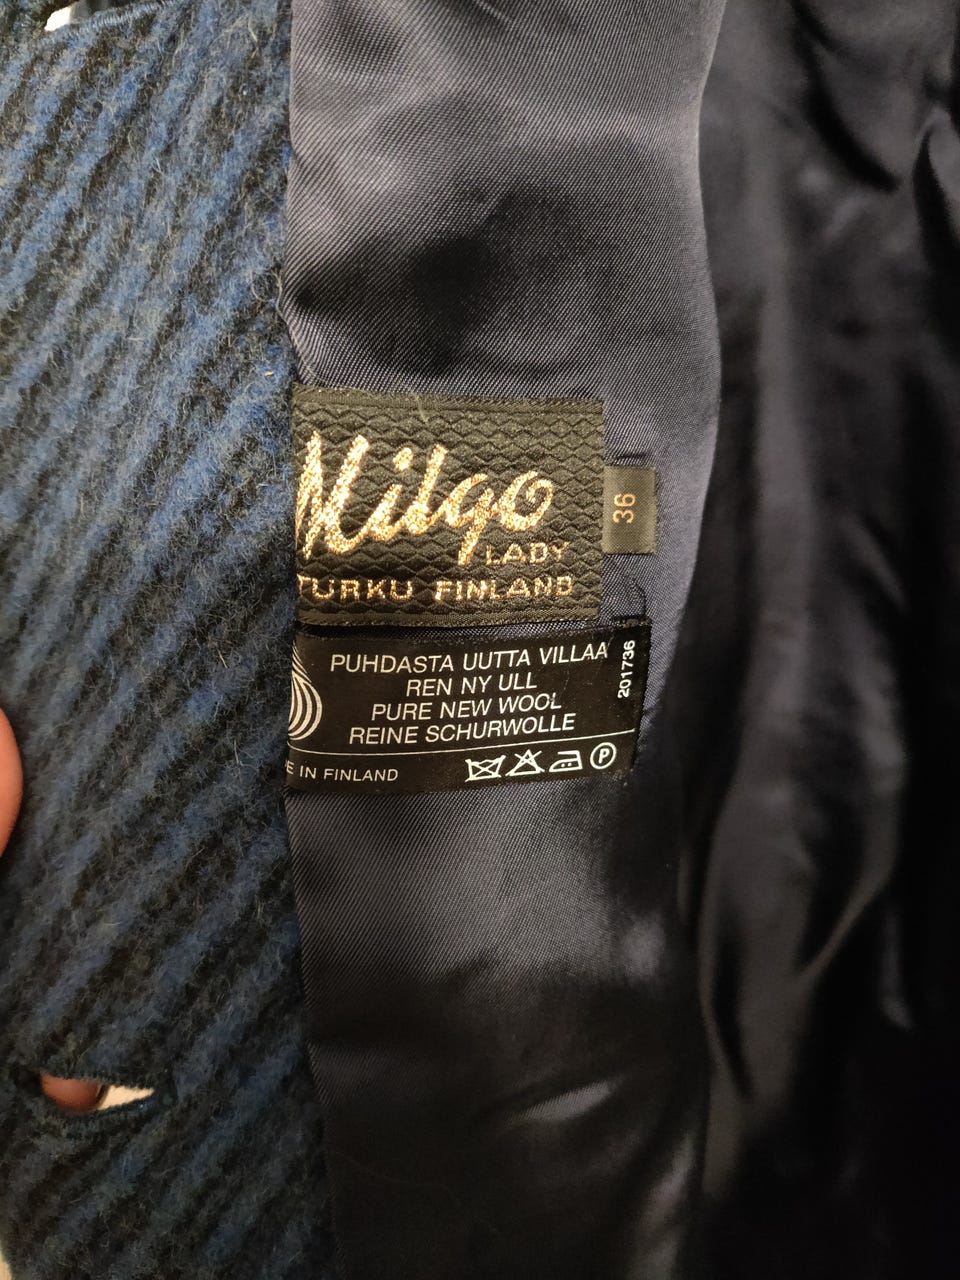 Milgo
LADY
TURKU FINLAND
36
PUHDASTA UUTTA VILLAA
REN NY ULL
PURE NEW WOOL
REINE SCHURWOLLE
201736
E IN FINLAND
P